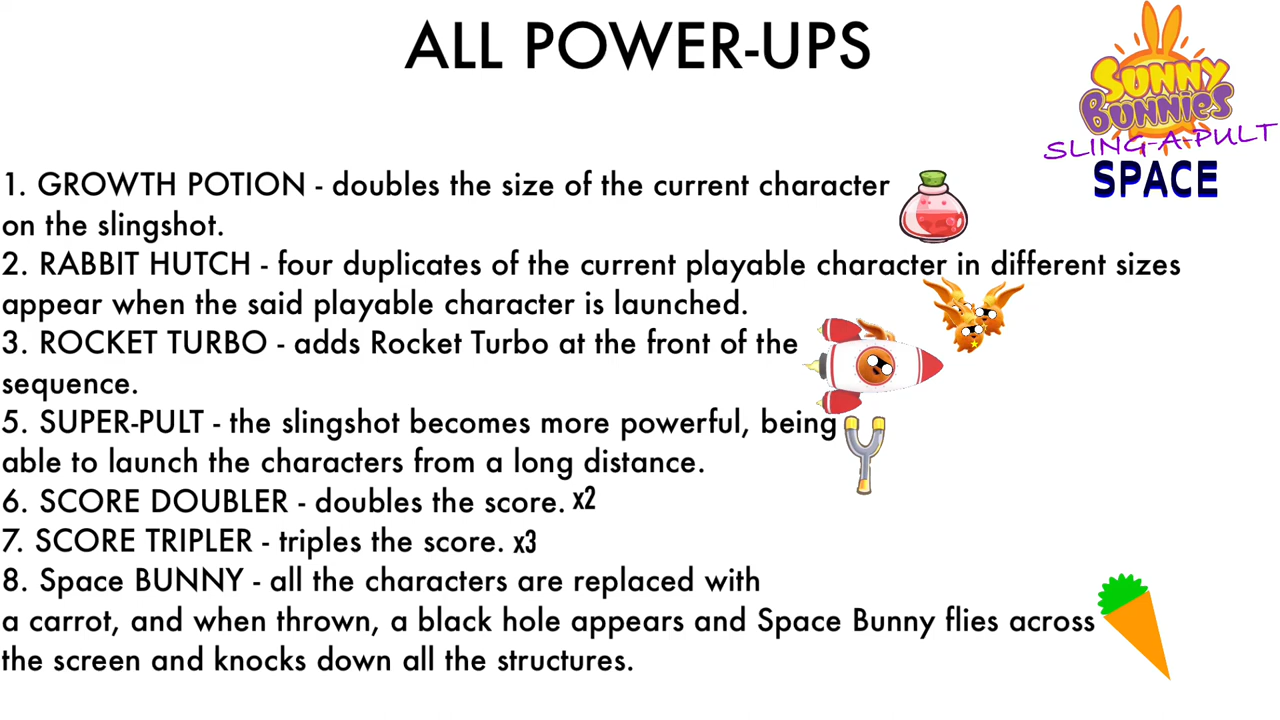 ALL POWER-UPS
SUNNY
BUNNIES
SLING-A-PULT
SPACE
1. GROWTH POTION - doubles the size of the current character
on the slingshot.
2. RABBIT HUTCH - four duplicates of the current playable character in different sizes
appear when the said playable character is launched.
3. ROCKET TURBO - adds Rocket Turbo at the front of the
sequence.
5. SUPER-PULT - the slingshot becomes more powerful, being
able to launch the characters from a long distance.
6. SCORE DOUBLER - doubles the score. x2
7. SCORE TRIPLER - triples the score. x3
8. Space BUNNY - all the characters are replaced with
a carrot, and when thrown, a black hole appears and Space Bunny flies across
the screen and knocks down all the structures.